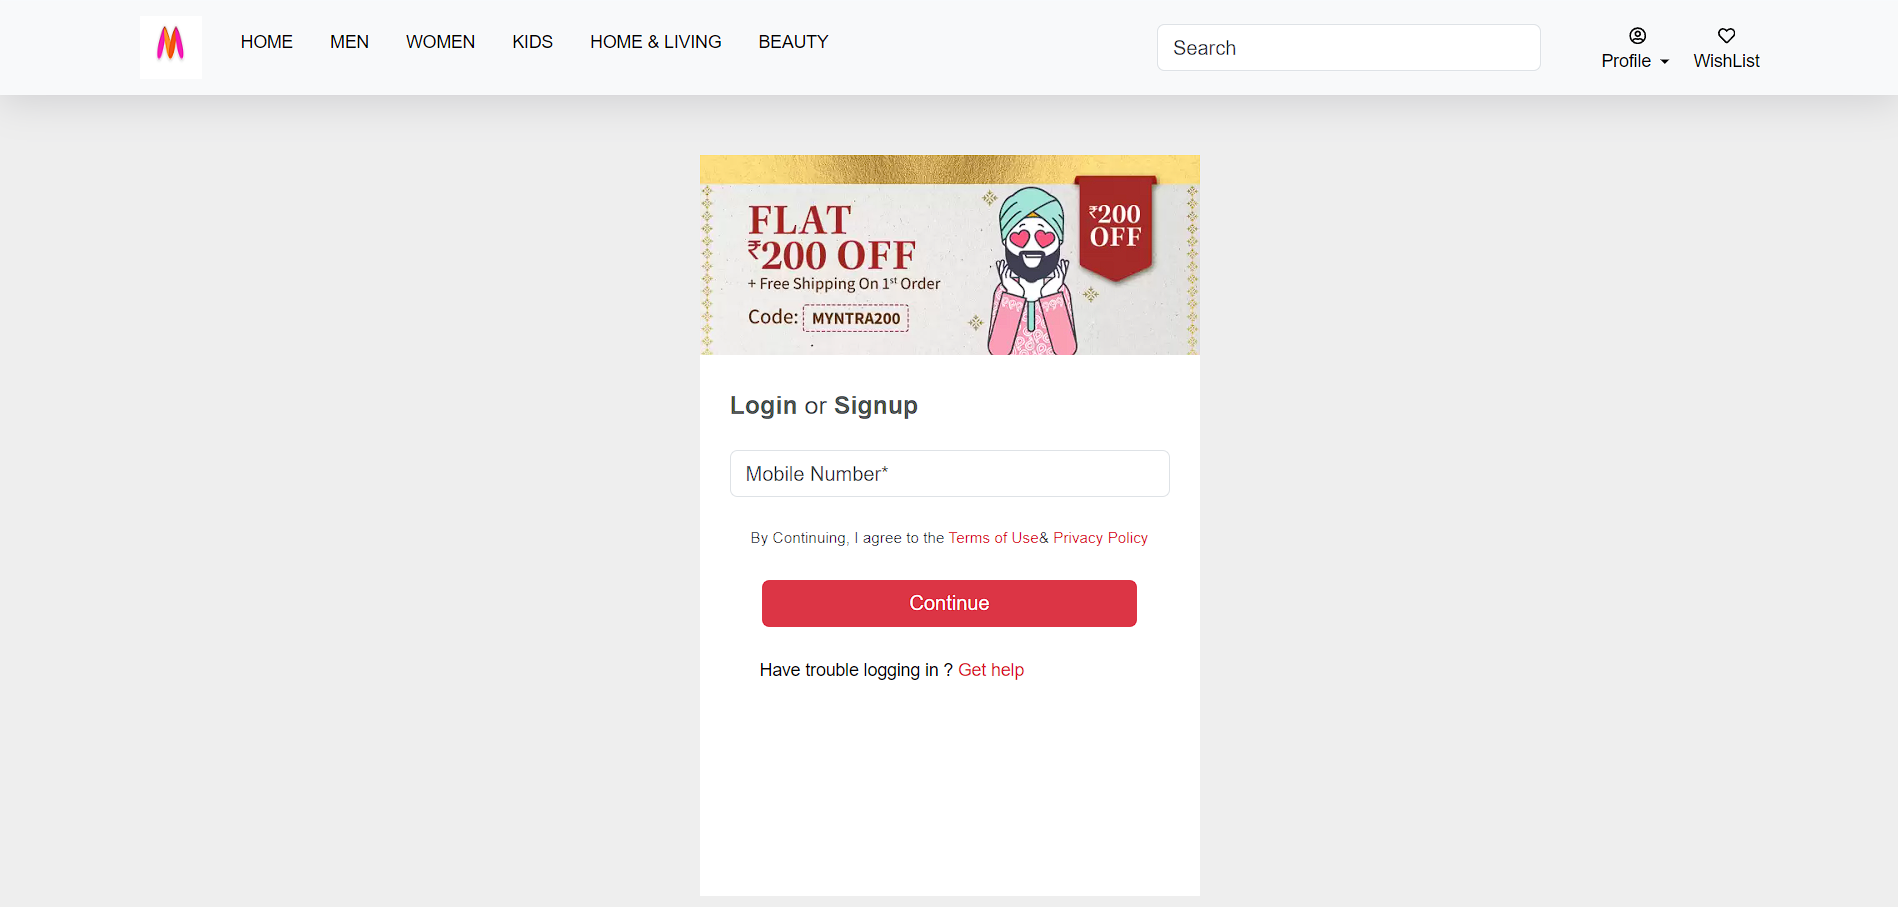 HOME MEN WOMEN KIDS HOME & LIVING BEAUTY
Search
Profile
WishList
FLAT
₹200 OFF
+ Free Shipping On 1st Order
Code: MYNTRA200
₹200
OFF
Login or Signup
Mobile Number*
By Continuing, I agree to the Terms of Use& Privacy Policy
Continue
Have trouble logging in ? Get help